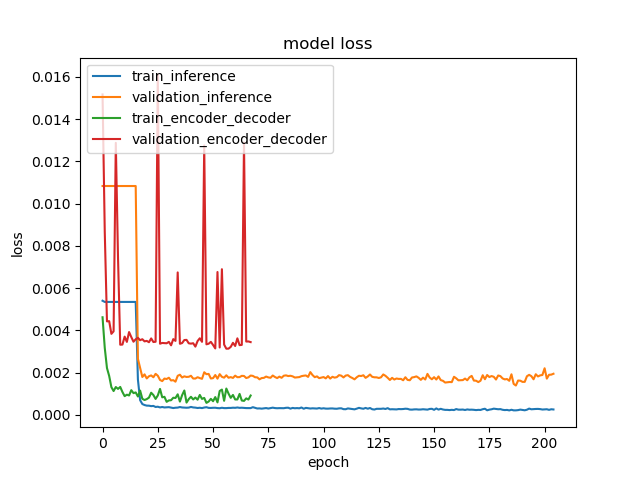 model loss
train_inference
validation_inference
train_encoder_decoder
validation_encoder_decoder
loss
0.016
0.014
0.012
0.010
0.008
0.006
0.004
0.002
0.000
0 25 50 75 100 125 150 175 200
epoch